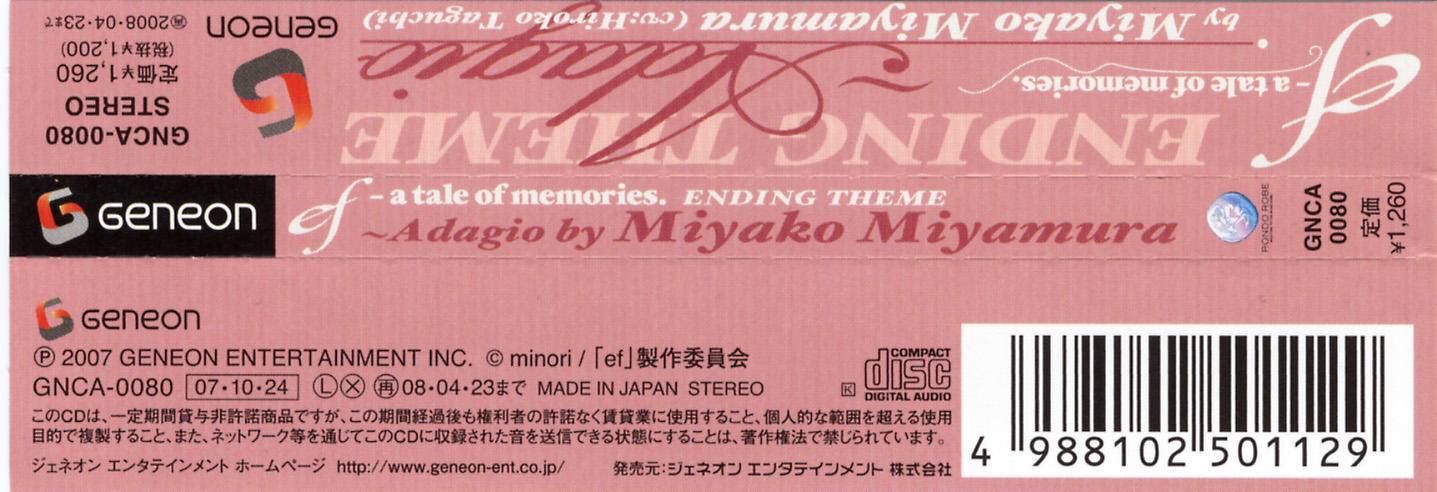 ef
- a tale of memories.
ENDING THEME
~Adagio
by Miyako Miyamura (cv:Hiroko Taguchi)
GNCA-0080
STEREO
定価¥1,260
(税抜¥1,200)
㊢2008・04・23まで
GENEON
GENEON
ef - a tale of memories. ENDING THEME
~Adagio by Miyako Miyamura
RONDO ROBE
GNCA
0080
定価
¥1,260
GENEON
Ⓟ 2007 GENEON ENTERTAINMENT INC. © minori / 「ef」製作委員会
GNCA-0080 07・10・24 Ⓛ Ⓧ 再 08・04・23まで MADE IN JAPAN STEREO
K COMPACT disc DIGITAL AUDIO
このCDは、一定期間貸与非許諾商品ですが、この期間経過後も権利者の許諾なく賃貸業に使用すること、個人的な範囲を超える使用
目的で複製すること、また、ネットワーク等を通じてこのCDに収録された音を送信できる状態にすることは、著作権法で禁じられています。
ジェネオン エンタテインメント ホームページ http://www.geneon-ent.co.jp/ 発売元:ジェネオン エンタテインメント 株式会社
4 988102 501129